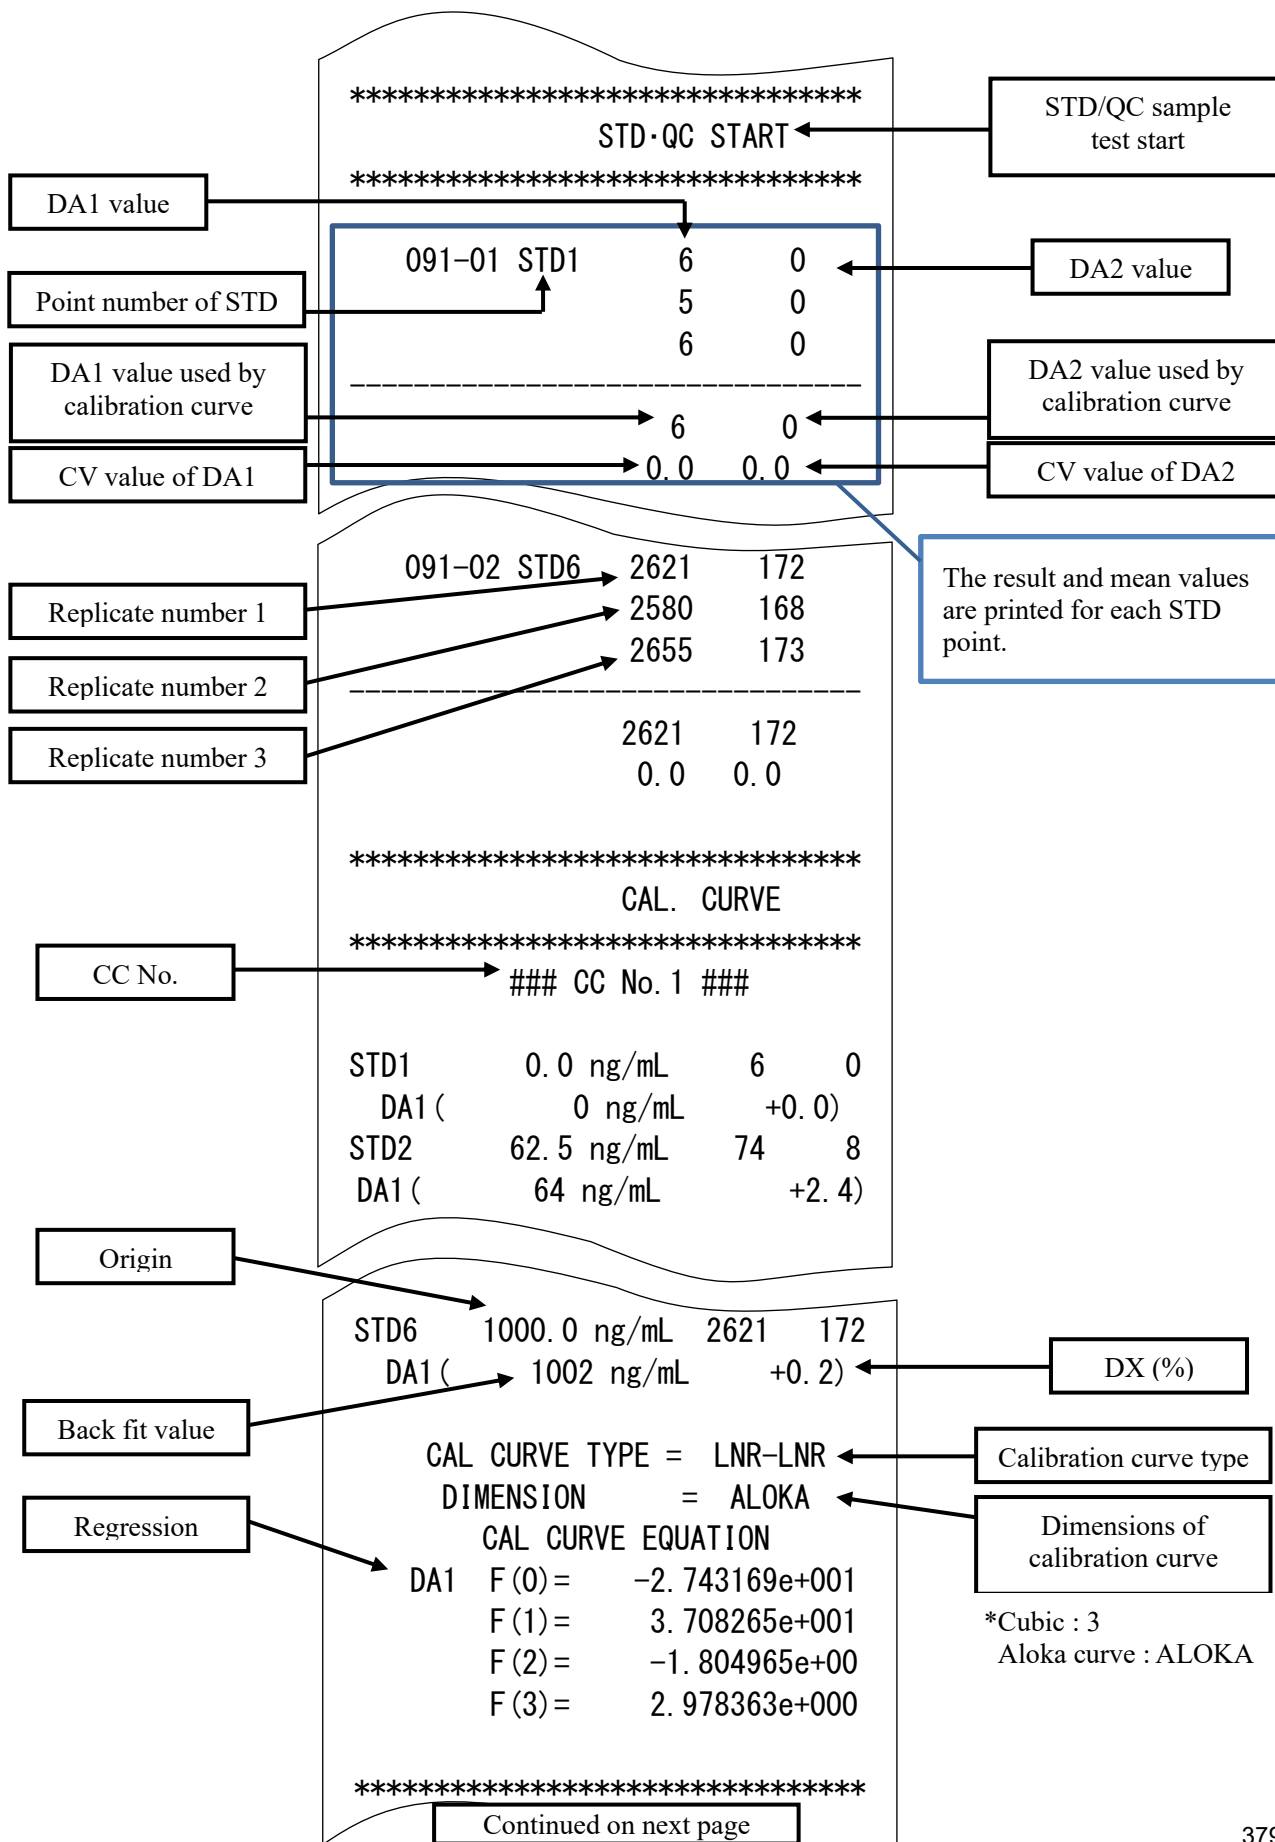 ********************************
STD·QC START
STD/QC sample
test start
********************************
DA1 value
091-01 STD1 6 0
DA2 value
Point number of STD
5 0
6 0
DA1 value used by
calibration curve
--------------------------------
DA2 value used by
calibration curve
6 0
CV value of DA1
0.0 0.0
CV value of DA2
The result and mean values
are printed for each STD
point.
091-02 STD6 2621 172
Replicate number 1
2580 168
2655 173
Replicate number 2
--------------------------------
Replicate number 3
2621 172
0.0 0.0
********************************
CAL. CURVE
********************************
CC No.
### CC No.1 ###
STD1 0.0 ng/mL 6 0
DA1( 0 ng/mL +0.0)
STD2 62.5 ng/mL 74 8
DA1( 64 ng/mL +2.4)
Origin
STD6 1000.0 ng/mL 2621 172
DA1( 1002 ng/mL +0.2)
DX (%)
Back fit value
CAL CURVE TYPE = LNR-LNR
Calibration curve type
DIMENSION = ALOKA
Dimensions of
calibration curve
Regression
CAL CURVE EQUATION
DA1 F(0)= -2.743169e+001
F(1)= 3.708265e+001
F(2)= -1.804965e+00
F(3)= 2.978363e+000
*Cubic : 3
Aloka curve : ALOKA
********************************
Continued on next page
379